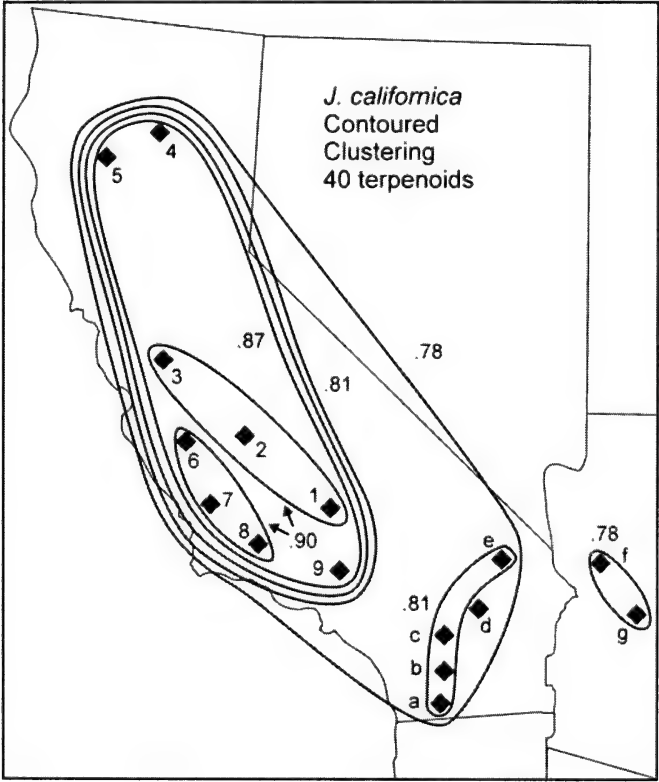 J. californica
Contoured
Clustering
40 terpenoids
4
5
.87
.78
.81
3
2
6
1
7
.90
8
9
e
.78
f
.81
d
c
g
b
a